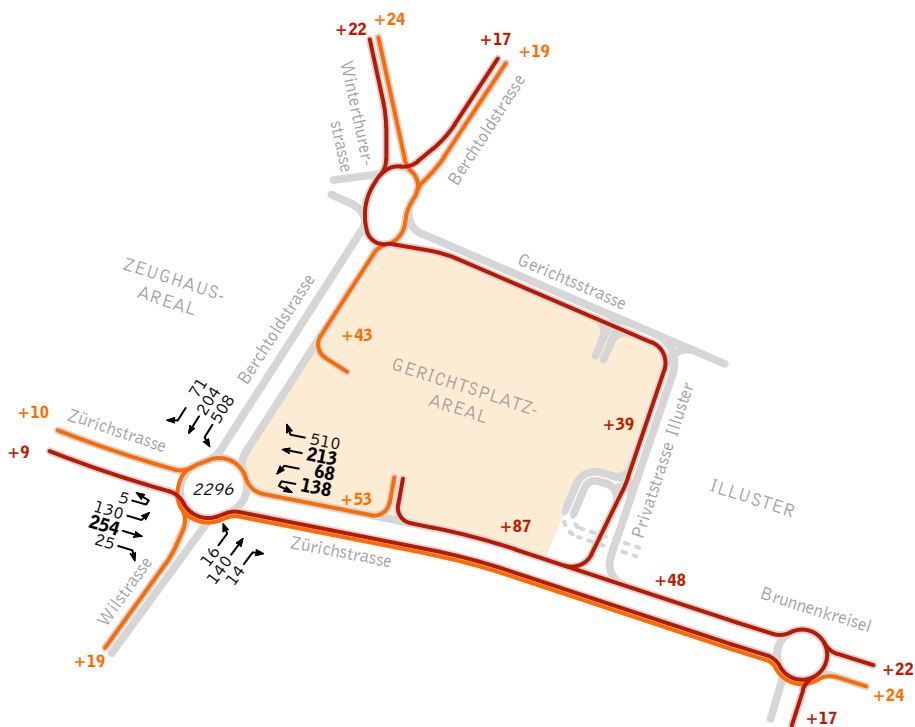 +24
+22
+17
+19
Winterthurer-
strasse
Berchtoldstrasse
Gerichtsstrasse
ZEUGHAUS-
AREAL
Berchtoldstrasse
+43
GERICHTSPLATZ-
AREAL
71
204
508
+39
Privatstrasse Illuster
ILLUSTER
+10
Zürichstrasse
+9
2296
510
213
68
138
+53
+87
5
130
254
25
16
140
14
Zürichstrasse
Wilstrasse
+19
+48
Brunnenkreisel
+22
+24
+17